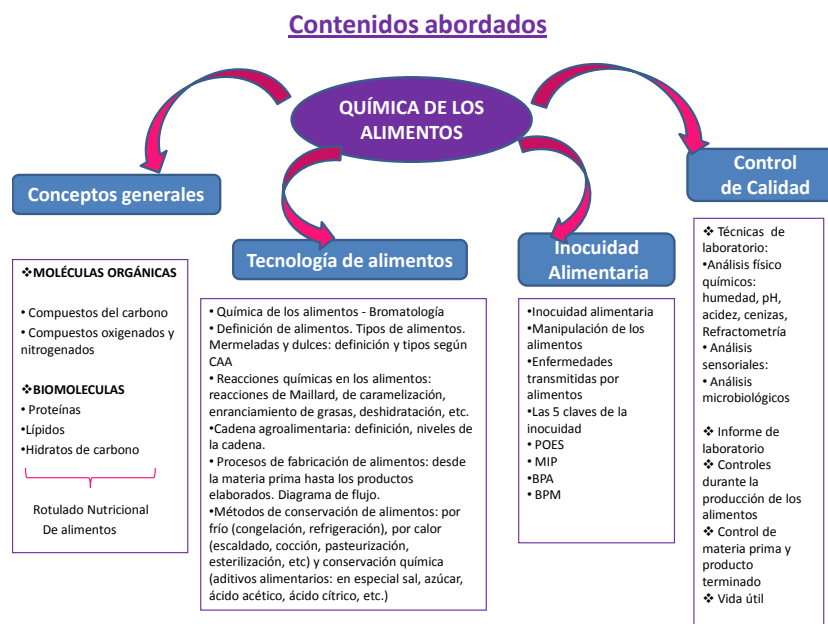 Contenidos abordados
QUÍMICA DE LOS
ALIMENTOS
Conceptos generales
❖MOLÉCULAS ORGÁNICAS
• Compuestos del carbono
• Compuestos oxigenados y
nitrogenados
❖BIOMOLECULAS
• Proteínas
•Lípidos
•Hidratos de carbono
Rotulado Nutricional
De alimentos
Tecnología de alimentos
• Química de los alimentos - Bromatología
• Definición de alimentos. Tipos de alimentos.
Mermeladas y dulces: definición y tipos según
CAA
• Reacciones químicas en los alimentos:
reacciones de Maillard, de caramelización,
enranciamiento de grasas, deshidratación, etc.
•Cadena agroalimentaria: definición, niveles de
la cadena.
• Procesos de fabricación de alimentos: desde
la materia prima hasta los productos
elaborados. Diagrama de flujo.
•Métodos de conservación de alimentos: por
frío (congelación, refrigeración), por calor
(escaldado, cocción, pasteurización,
esterilización, etc) y conservación química
(aditivos alimentarios: en especial sal, azúcar,
ácido acético, ácido cítrico, etc.)
Inocuidad
Alimentaria
•Inocuidad alimentaria
•Manipulación de los
alimentos
•Enfermedades
transmitidas por
alimentos
•Las 5 claves de la
inocuidad
• POES
• MIP
•BPA
• BPM
Control
de Calidad
❖ Técnicas de
laboratorio:
•Análisis físico
químicos:
humedad, pH,
acidez, cenizas,
Refractometría
• Análisis
sensoriales:
• Análisis
microbiológicos
❖ Informe de
laboratorio
❖ Controles
durante la
producción de los
alimentos
❖ Control de
materia prima y
producto
terminado
❖ Vida útil